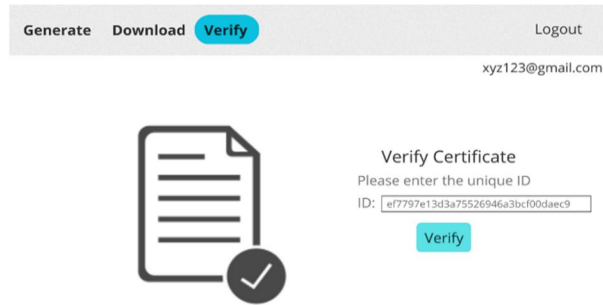 Generate Download Verify Logout
xyz123@gmail.com
Verify Certificate
Please enter the unique ID
ID: ef7797e13d3a75526946a3bcf00daec9
Verify